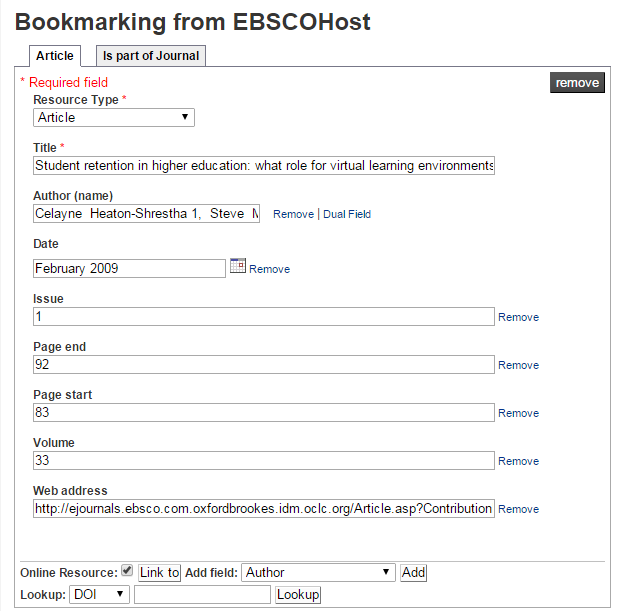 Bookmarking from EBSCOHost
Article Is part of Journal
* Required field remove
Resource Type *
Article
Title *
Student retention in higher education: what role for virtual learning environments
Author (name)
Celayne Heaton-Shrestha 1, Steve Remove | Dual Field
Date
February 2009 Remove
Issue
1 Remove
Page end
92 Remove
Page start
83 Remove
Volume
33 Remove
Web address
http://ejournals.ebsco.com.oxfordbrookes.idm.oclc.org/Article.asp?Contribution Remove
Online Resource: Link to Add field: Author Add
Lookup: DOI Lookup